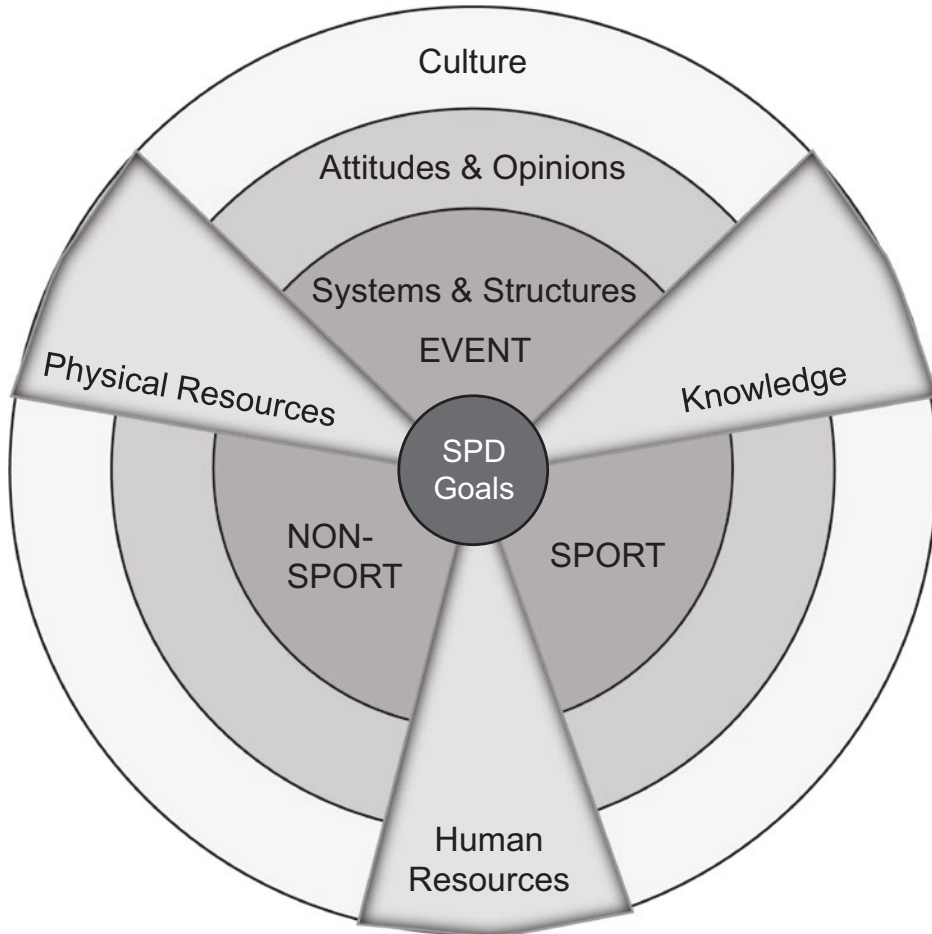 Culture
Attitudes & Opinions
Systems & Structures
EVENT
Physical Resources
Knowledge
SPD
Goals
NON-
SPORT
SPORT
Human
Resources